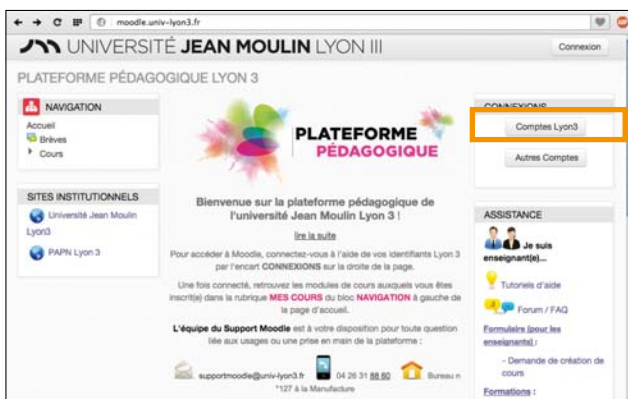 moodle.univ-lyon3.fr
UNIVERSITÉ JEAN MOULIN LYON III
Connexion
PLATEFORME PÉDAGOGIQUE LYON 3
NAVIGATION
Accueil
Brèves
Cours
SITES INSTITUTIONNELS
Université Jean Moulin
Lyon3
PAPN Lyon 3
PLATEFORME
PÉDAGOGIQUE
Bienvenue sur la plateforme pédagogique de
l'université Jean Moulin Lyon 3 !
lire la suite
Pour accéder à Moodle, connectez-vous à l'aide de vos identifiants Lyon 3
par l'encart CONNEXIONS sur la droite de la page.
Une fois connecté, retrouvez les modules de cours auxquels vous êtes
inscrit(e) dans la rubrique MES COURS du bloc NAVIGATION à gauche de
la page d'accueil.
L'équipe du Support Moodle est à votre disposition pour toute question
liée aux usages ou une prise en main de la plateforme :
supportmoodle@univ-lyon3.fr 04 26 31 88 60 Bureau n
°127 à la Manufacture
CONNEXIONS
Comptes Lyon3
Autres Comptes
ASSISTANCE
Je suis
enseignant(e)...
Tutoriels d'aide
Forum / FAQ
Formulaire (pour les
enseignants) :
- Demande de création de
cours
Formations :